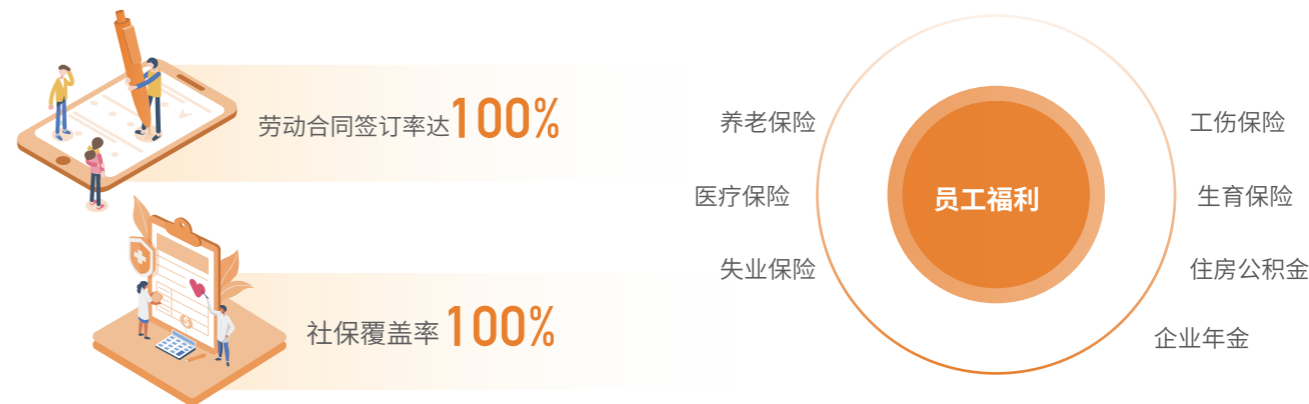 劳动合同签订率达100%
社保覆盖率100%
员工福利
养老保险
医疗保险
失业保险
工伤保险
生育保险
住房公积金
企业年金